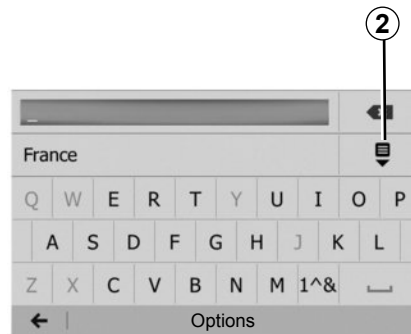 2
_
France
Q W E R T Y U I O P
A S D F G H J K L
Z X C V B N M 1^&
Options